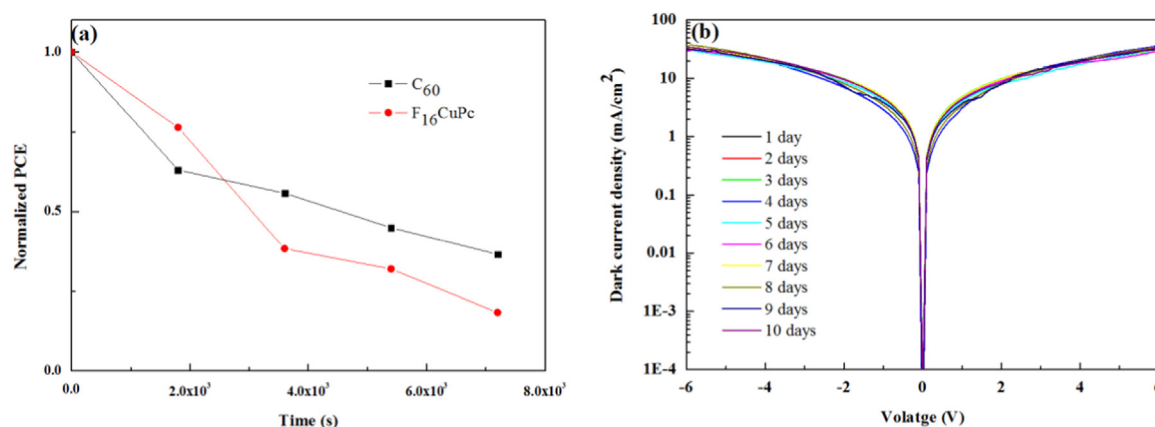 (a)
1.0
0.5
0.0
Normalized PCE
C60
F16CuPc
0.0 2.0x10³ 4.0x10³ 6.0x10³ 8.0x10³
Time (s)
(b)
100
10
1
0.1
0.01
1E-3
1E-4
Dark current density (mA/cm²)
1 day
2 days
3 days
4 days
5 days
6 days
7 days
8 days
9 days
10 days
-6 -4 -2 0 2 4 6
Volatge (V)